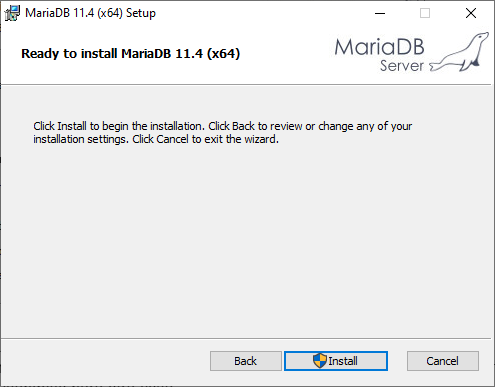 MariaDB 11.4 (x64) Setup
Ready to install MariaDB 11.4 (x64)
MariaDB
Server
Click Install to begin the installation. Click Back to review or change any of your
installation settings. Click Cancel to exit the wizard.
Back
Install
Cancel